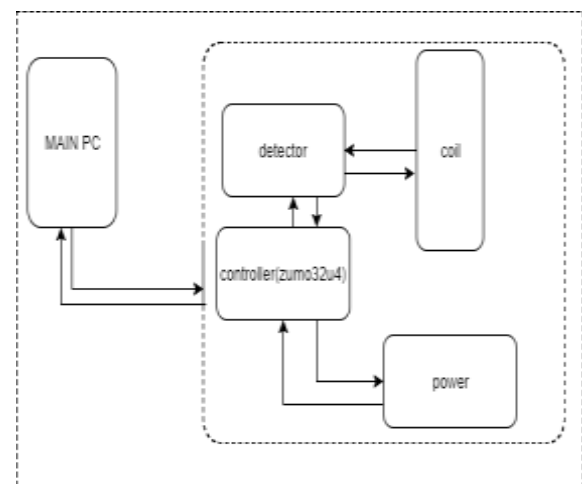 MAIN PC
detector
coil
controller(zumo32u4)
power